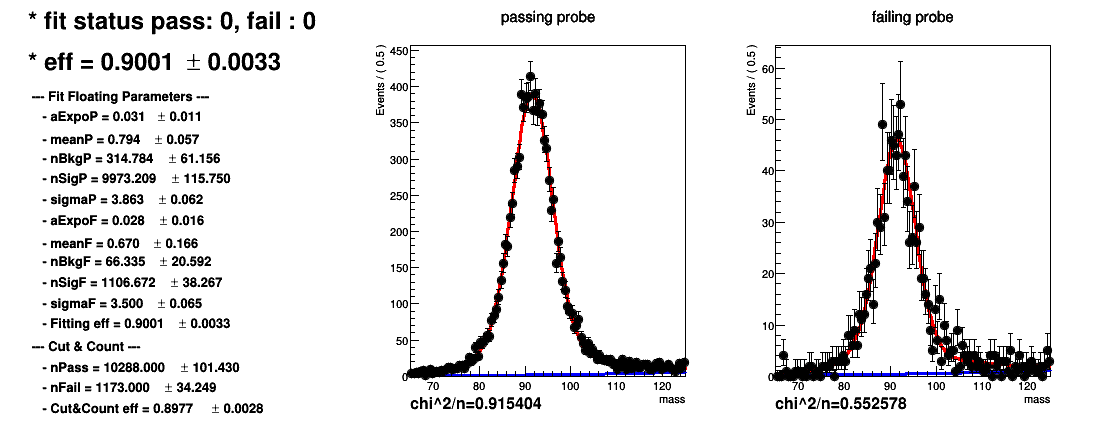 * fit status pass: 0, fail : 0
* eff = 0.9001 ± 0.0033
--- Fit Floating Parameters ---
- aExpoP = 0.031 ± 0.011
- meanP = 0.794 ± 0.057
- nBkgP = 314.784 ± 61.156
- nSigP = 9973.209 ± 115.750
- sigmaP = 3.863 ± 0.062
- aExpoF = 0.028 ± 0.016
- meanF = 0.670 ± 0.166
- nBkgF = 66.335 ± 20.592
- nSigF = 1106.672 ± 38.267
- sigmaF = 3.500 ± 0.065
- Fitting eff = 0.9001 ± 0.0033
--- Cut & Count ---
- nPass = 10288.000 ± 101.430
- nFail = 1173.000 ± 34.249
- Cut&Count eff = 0.8977 ± 0.0028
passing probe
Events / ( 0.5 )
450
400
350
300
250
200
150
100
50
0
70 80 90 100 110 120
mass
chi^2/n=0.915404
failing probe
Events / ( 0.5 )
60
50
40
30
20
10
0
70 80 90 100 110 120
mass
chi^2/n=0.552578